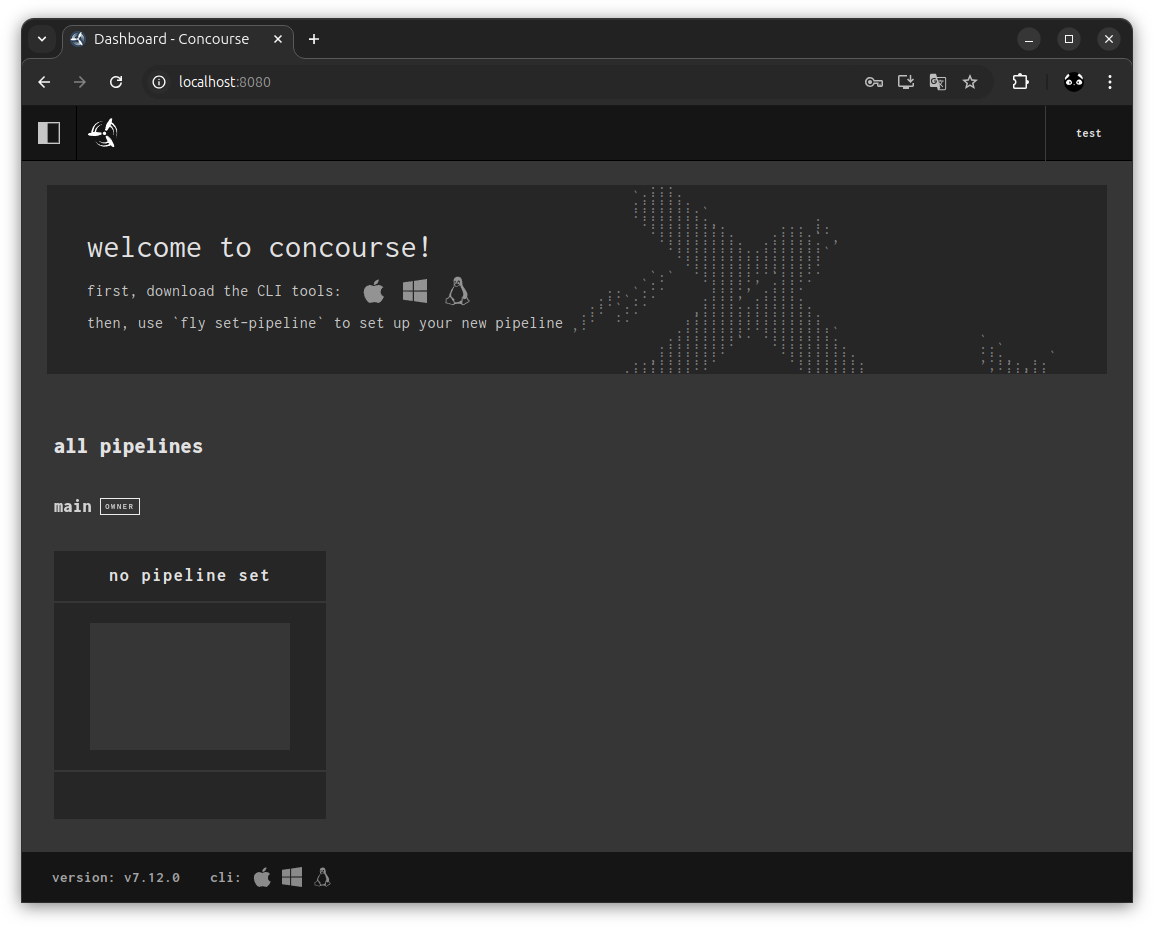 Dashboard - Concourse
localhost:8080
test
welcome to concourse!
first, download the CLI tools:
then, use `fly set-pipeline` to set up your new pipeline
all pipelines
main OWNER
no pipeline set
version: v7.12.0 cli: